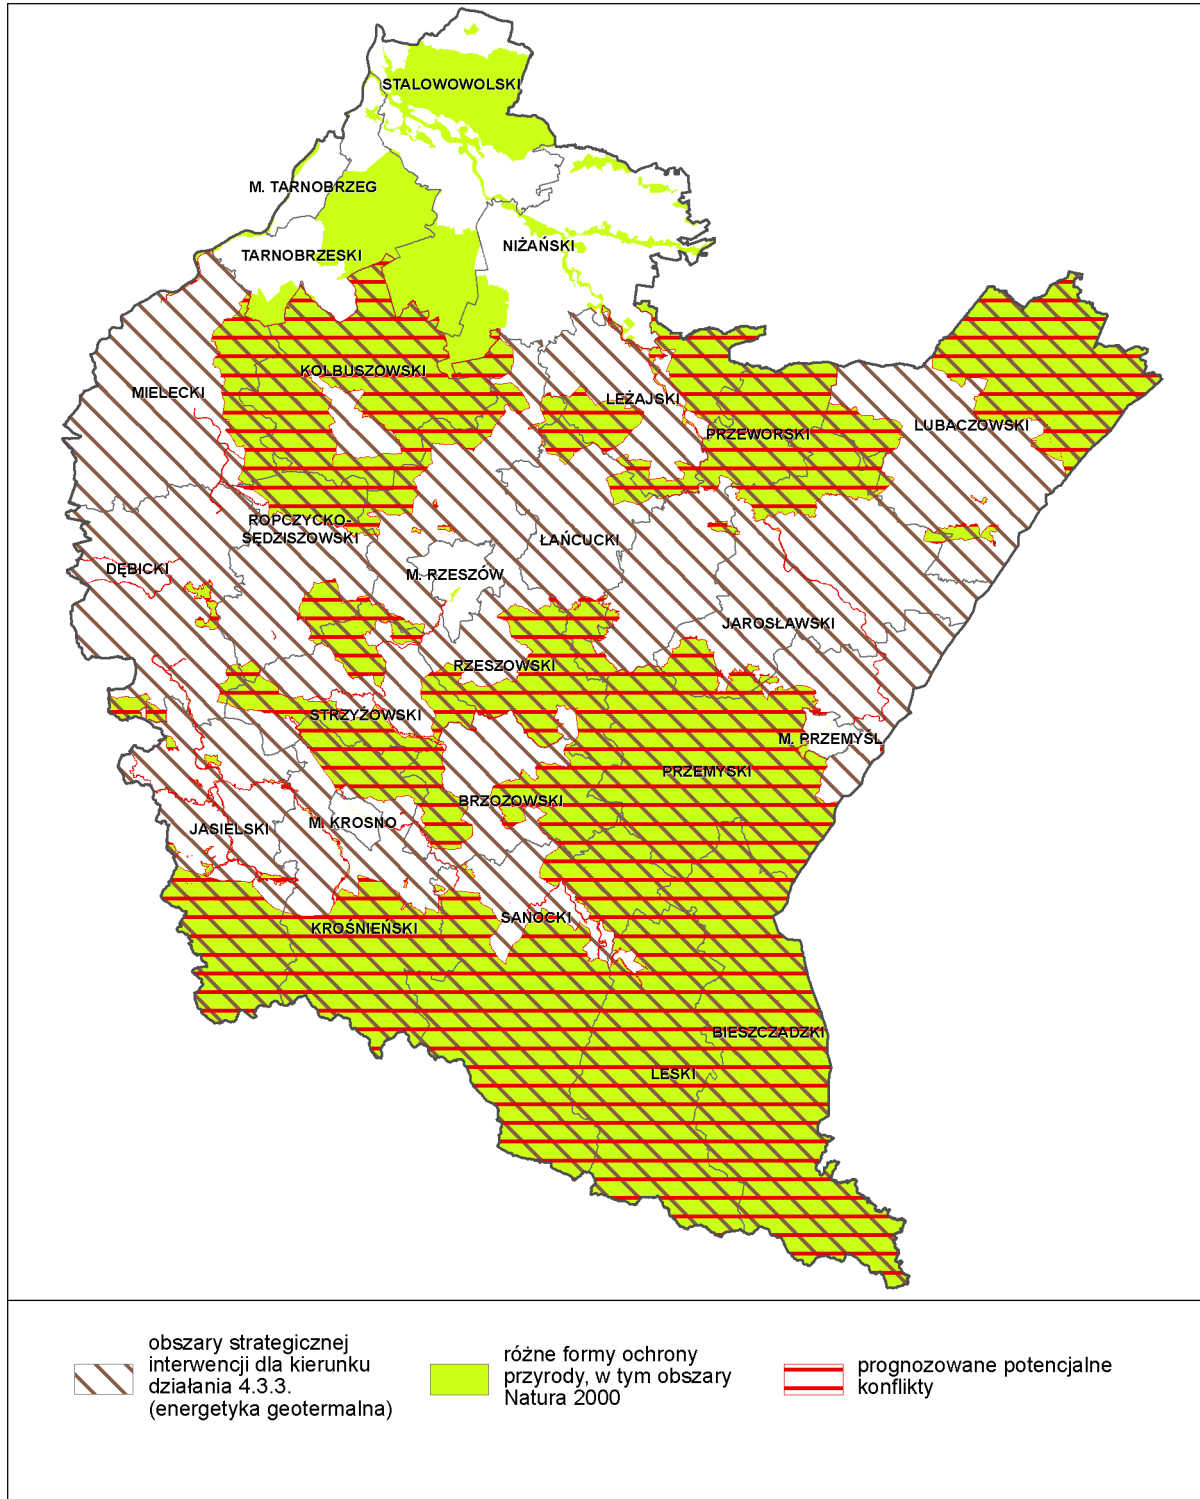 STALOWOWOLSKI
M. TARNOBRZEG
TARNOBRZESKI
NIŻAŃSKI
KOLBUSZOWSKI
MIELECKI
LEŻAJSKI
LUBACZOWSKI
PRZEWORSKI
ROPCZYCKO-
SĘDZISZOWSKI
ŁAŃCUCKI
DĘBICKI
M. RZESZÓW
JAROSŁAWSKI
RZESZOWSKI
STRZYŻOWSKI
M. PRZEMYŚL
PRZEMYSKI
BRZOZOWSKI
JASIELSKI
M. KROSNO
SANOCKI
KROŚNIEŃSKI
BIESZCZADZKI
LESKI
obszary strategicznej
interwencji dla kierunku
działania 4.3.3.
(energetyka geotermalna)
różne formy ochrony
przyrody, w tym obszary
Natura 2000
prognozowane potencjalne
konflikty